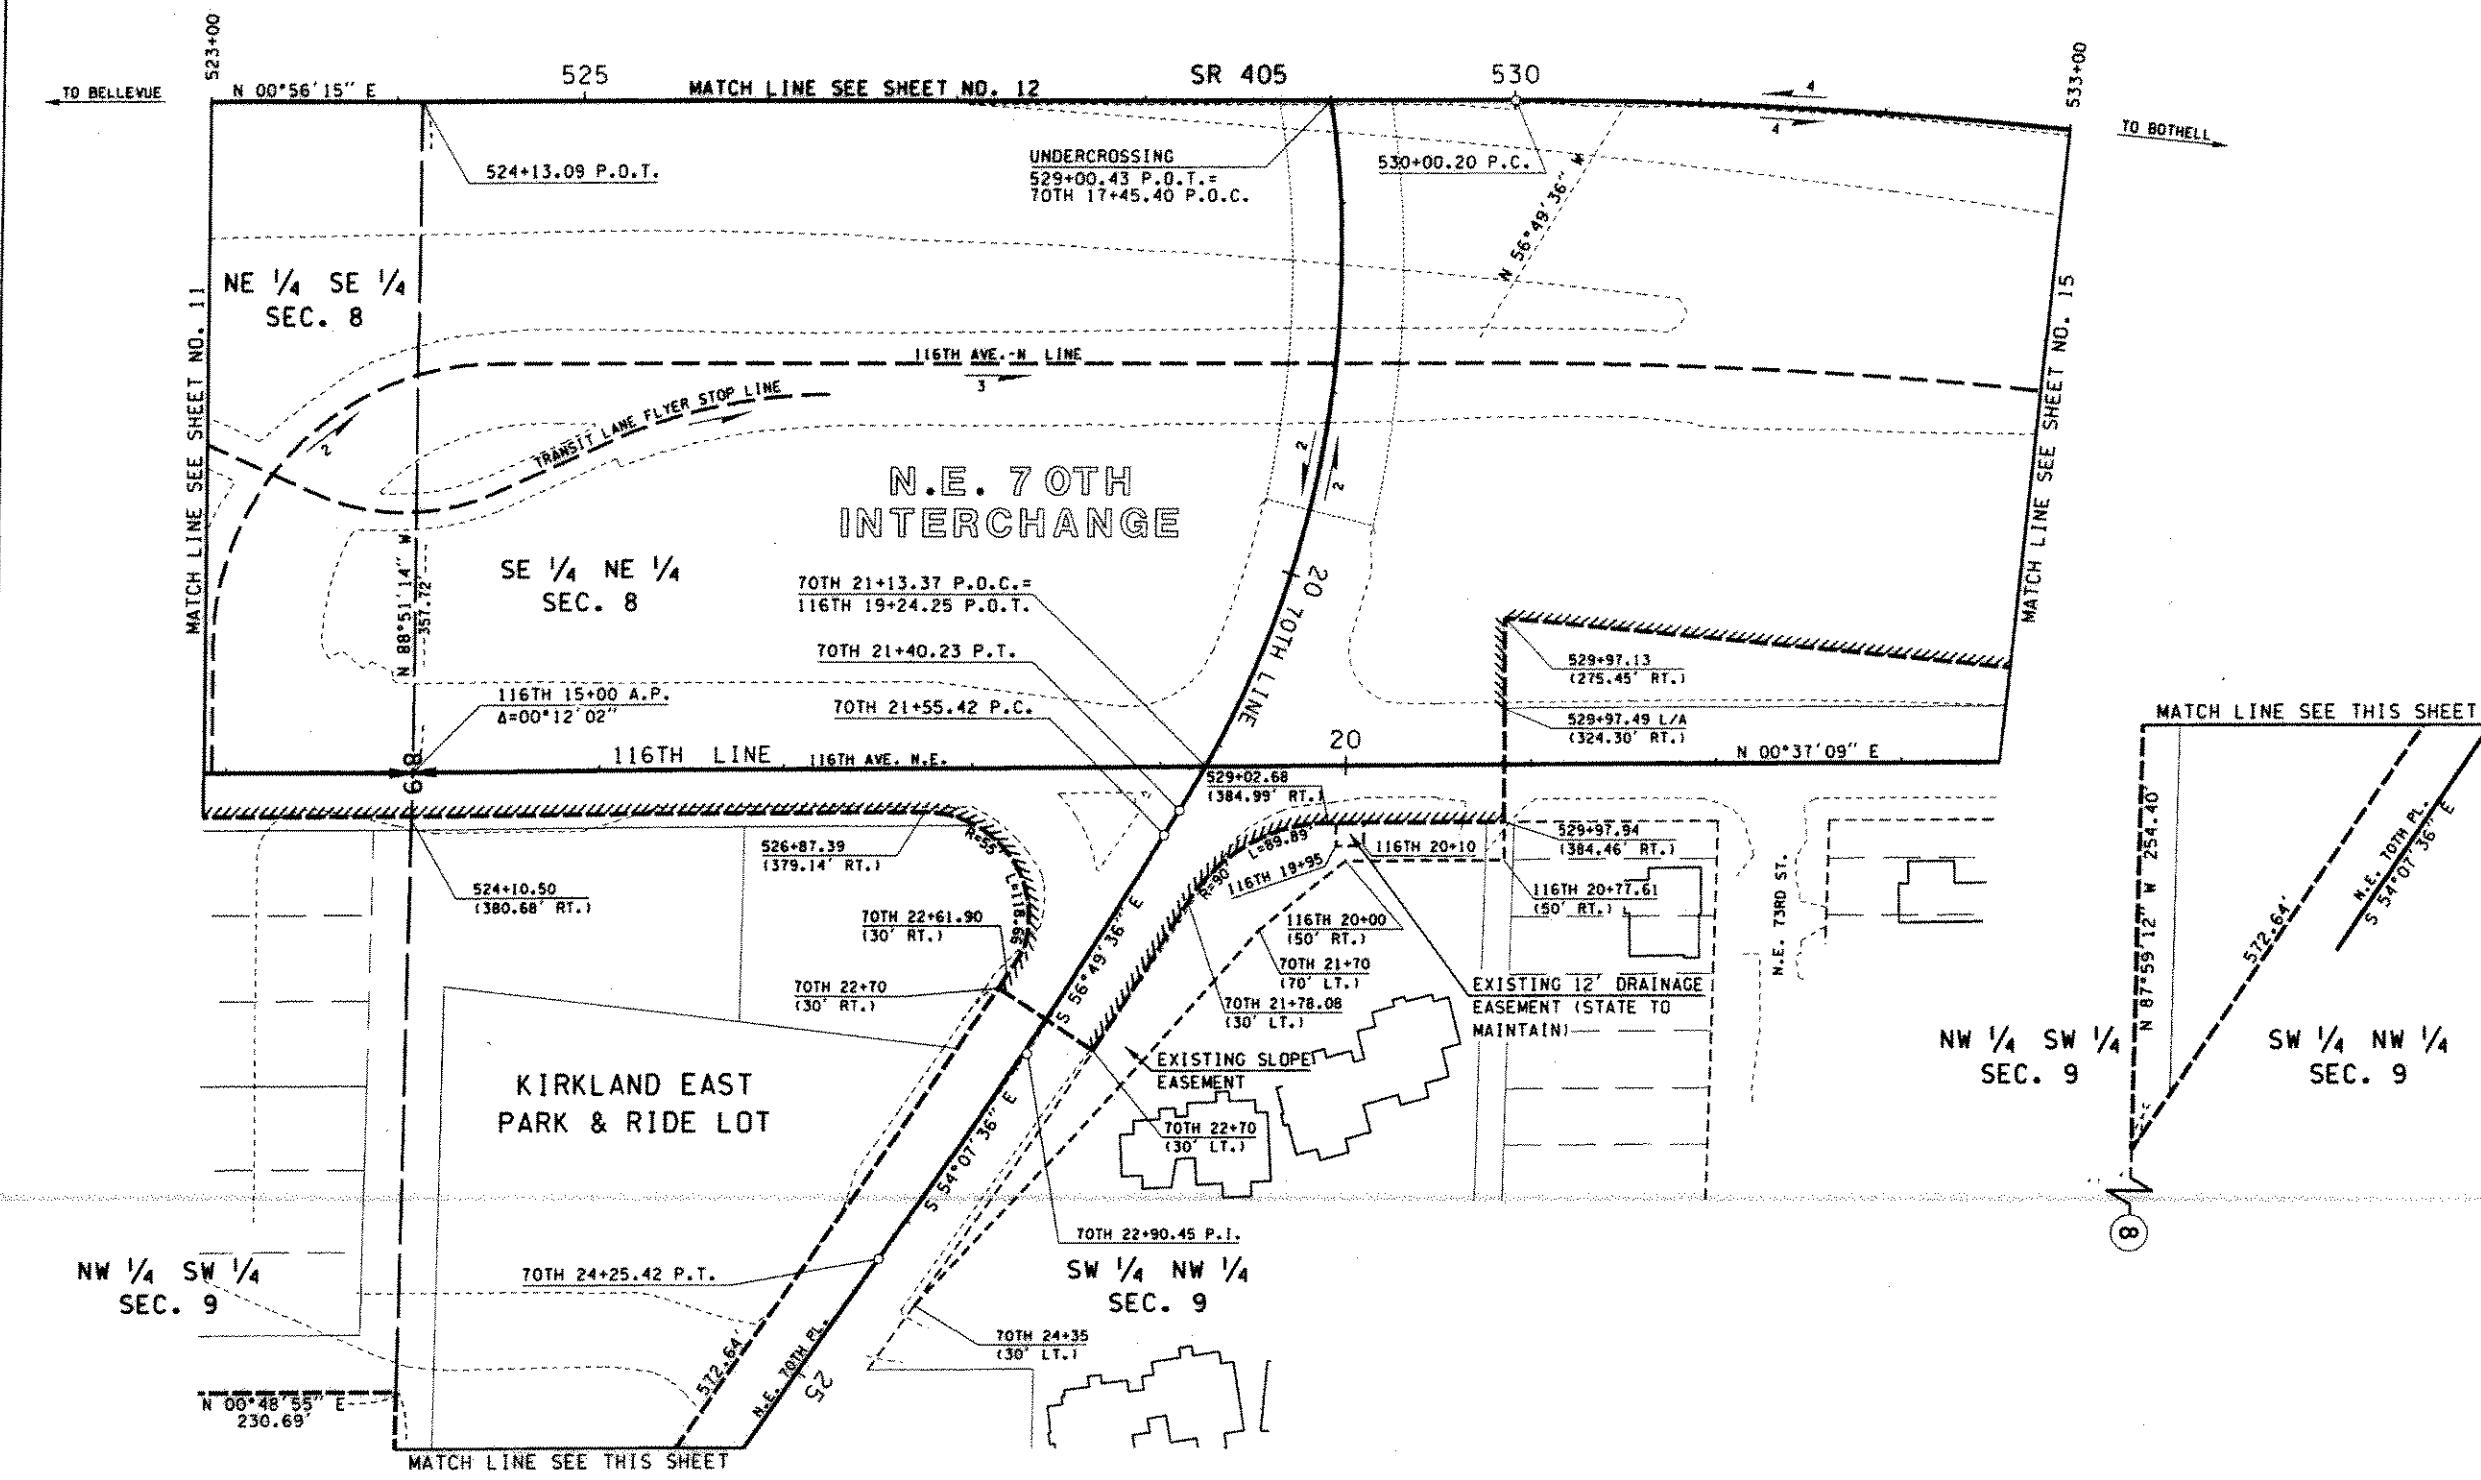 523+00
TO BELLEVUE
N 00°56'15" E
525
MATCH LINE SEE SHEET NO. 12
SR 405
530
4
4
533+00
TO BOTHELL
524+13.09 P.O.T.
UNDERCROSSING
529+00.43 P.O.T.=
70TH 17+45.40 P.O.C.
530+00.20 P.C.
N 56°49'36" W
NE 1/4 SE 1/4
SEC. 8
MATCH LINE SEE SHEET NO. 11
MATCH LINE SEE SHEET NO. 15
116TH AVE.-N LINE
3
TRANSIT LANE FLYER STOP LINE
2
2
2
N.E. 70TH
INTERCHANGE
N 88°51'14" W
357.72'
SE 1/4 NE 1/4
SEC. 8
70TH 21+13.37 P.O.C.=
116TH 19+24.25 P.O.T.
20 70TH LINE
70TH 21+40.23 P.T.
529+97.13
(275.45' RT.)
116TH 15+00 A.P.
Δ=00°12'02"
70TH 21+55.42 P.C.
529+97.49 L/A
(324.30' RT.)
MATCH LINE SEE THIS SHEET
8
9
116TH LINE
116TH AVE. N.E.
20
N 00°37'09" E
529+02.68
(384.99' RT.)
526+87.39
(379.14' RT.)
R=55'
L=118.66
L=89.89
R=90'
116TH 19+95
116TH 20+10
529+97.94
(384.46' RT.)
524+10.50
(380.68' RT.)
70TH 22+61.90
(30' RT.)
116TH 20+77.61
(50' RT.)
116TH 20+00
(50' RT.)
N.E. 73RD ST.
N 87°59'12" W 254.40'
572.64'
N.E. 70TH PL.
S 54°07'36" E
70TH 22+70
(30' RT.)
S 56°49'36" E
70TH 21+70
(70' LT.)
70TH 21+78.08
(30' LT.)
EXISTING 12' DRAINAGE
EASEMENT (STATE TO
MAINTAIN)
EXISTING SLOPE
EASEMENT
NW 1/4 SW 1/4
SEC. 9
SW 1/4 NW 1/4
SEC. 9
KIRKLAND EAST
PARK & RIDE LOT
70TH 22+70
(30' LT.)
S 54°07'36" E
70TH 22+90.45 P.I.
8
NW 1/4 SW 1/4
SEC. 9
70TH 24+25.42 P.T.
SW 1/4 NW 1/4
SEC. 9
70TH 24+35
(30' LT.)
572.64'
N.E. 70TH PL.
25
N 00°48'55" E
230.69'
MATCH LINE SEE THIS SHEET